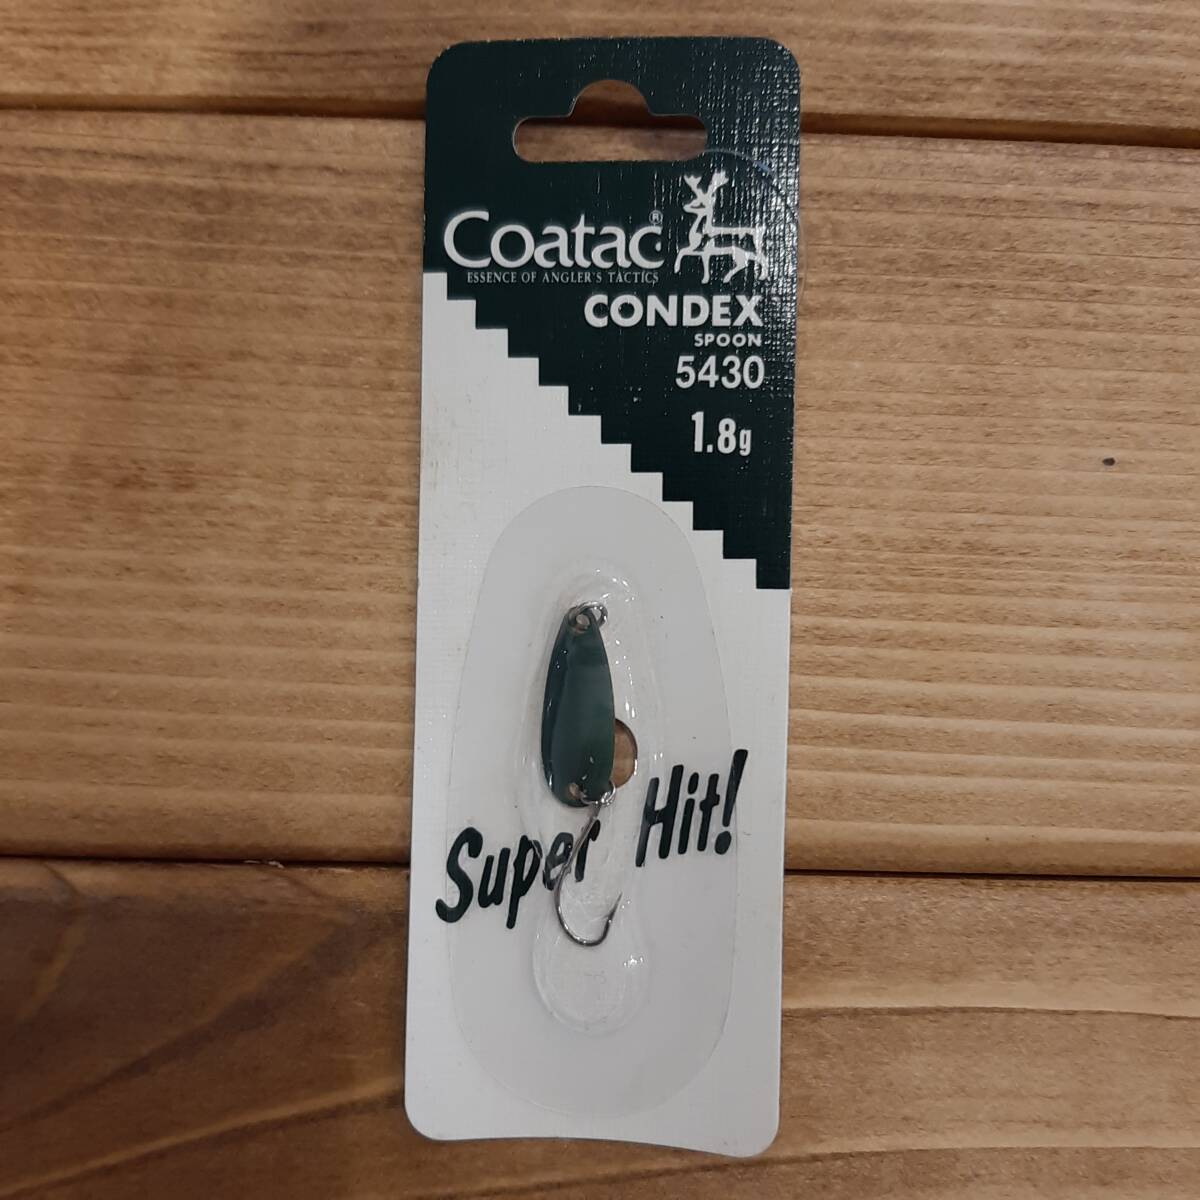 Coatac®
ESSENCE OF ANGLER'S TACTICS
CONDEX
SPOON
5430
1.8g
Super Hit!